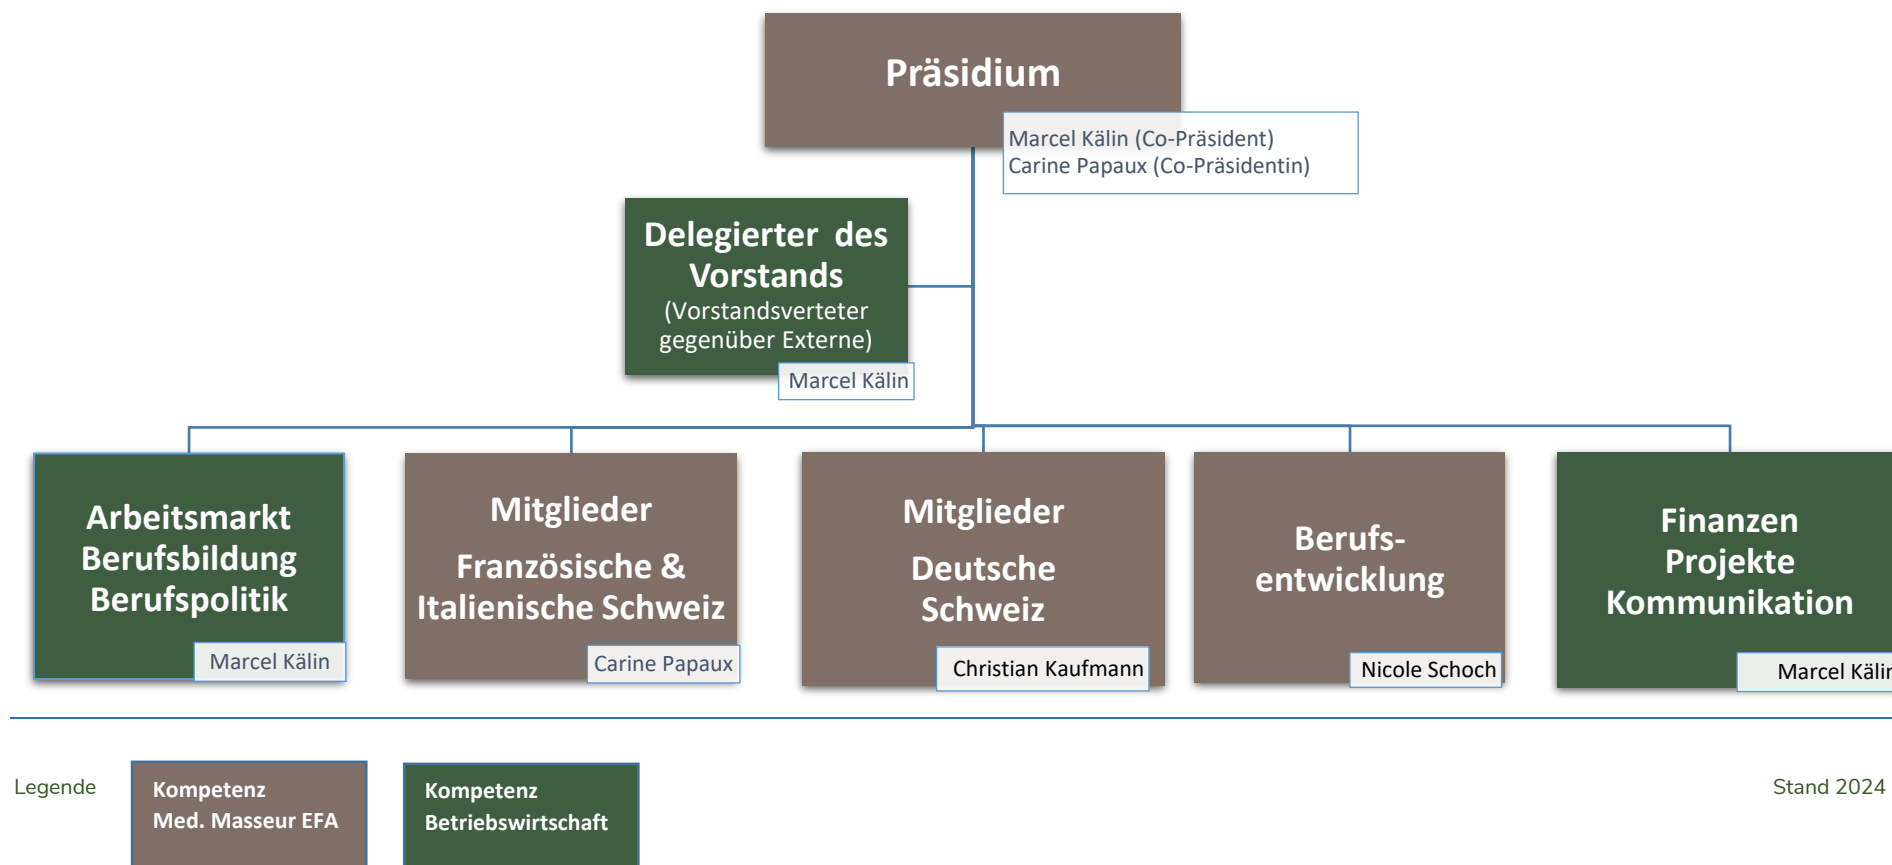 Präsidium
Marcel Kälin (Co-Präsident)
Carine Papaux (Co-Präsidentin)
Delegierter des
Vorstands
(Vorstandsverteter
gegenüber Externe)
Marcel Kälin
Arbeitsmarkt
Berufsbildung
Berufspolitik
Marcel Kälin
Mitglieder
Französische &
Italienische Schweiz
Carine Papaux
Mitglieder
Deutsche
Schweiz
Christian Kaufmann
Berufs-
entwicklung
Nicole Schoch
Finanzen
Projekte
Kommunikation
Marcel Kälin
Legende
Kompetenz
Med. Masseur EFA
Kompetenz
Betriebswirtschaft
Stand 2024